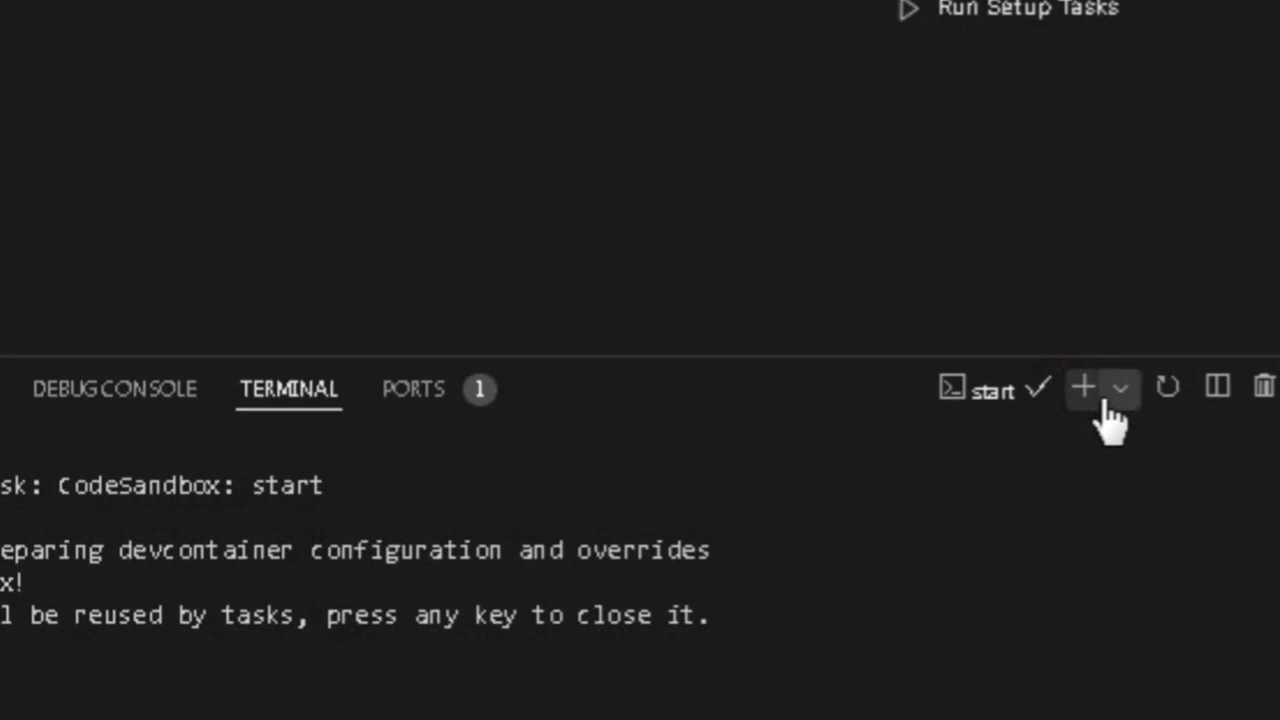 Run Setup Tasks
DEBUG CONSOLE TERMINAL PORTS 1 start
sk: CodeSandbox: start
eparing devcontainer configuration and overrides
x!
l be reused by tasks, press any key to close it.